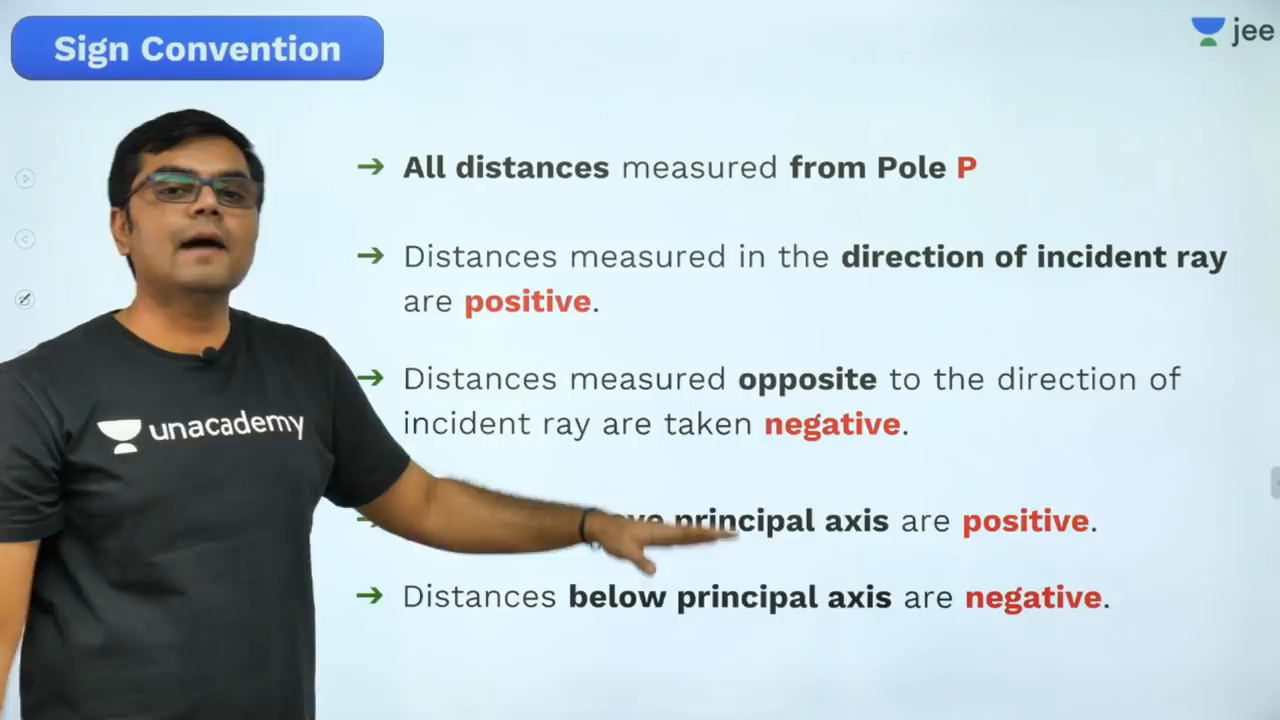 Sign Convention
jee
All distances measured from Pole P
Distances measured in the direction of incident ray
are positive.
Distances measured opposite to the direction of
incident ray are taken negative.
principal axis are positive.
Distances below principal axis are negative.
unacademy